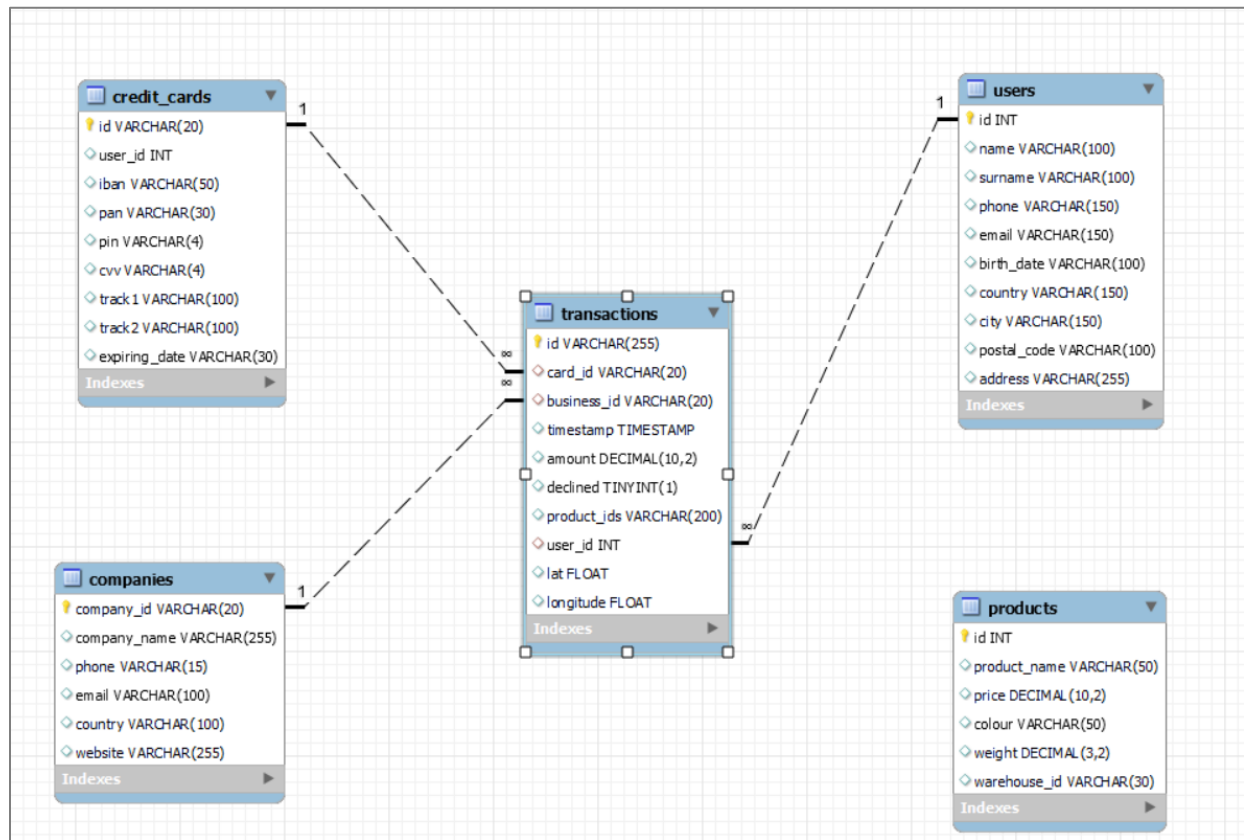 credit_cards
id VARCHAR(20)
user_id INT
iban VARCHAR(50)
pan VARCHAR(30)
pin VARCHAR(4)
cvv VARCHAR(4)
track1 VARCHAR(100)
track2 VARCHAR(100)
expiring_date VARCHAR(30)
Indexes
1
∞
∞
1
companies
company_id VARCHAR(20)
company_name VARCHAR(255)
phone VARCHAR(15)
email VARCHAR(100)
country VARCHAR(100)
website VARCHAR(255)
Indexes
transactions
id VARCHAR(255)
card_id VARCHAR(20)
business_id VARCHAR(20)
timestamp TIMESTAMP
amount DECIMAL(10,2)
declined TINYINT(1)
product_ids VARCHAR(200)
user_id INT
lat FLOAT
longitude FLOAT
Indexes
∞
1
users
id INT
name VARCHAR(100)
surname VARCHAR(100)
phone VARCHAR(150)
email VARCHAR(150)
birth_date VARCHAR(100)
country VARCHAR(150)
city VARCHAR(150)
postal_code VARCHAR(100)
address VARCHAR(255)
Indexes
products
id INT
product_name VARCHAR(50)
price DECIMAL(10,2)
colour VARCHAR(50)
weight DECIMAL(3,2)
warehouse_id VARCHAR(30)
Indexes